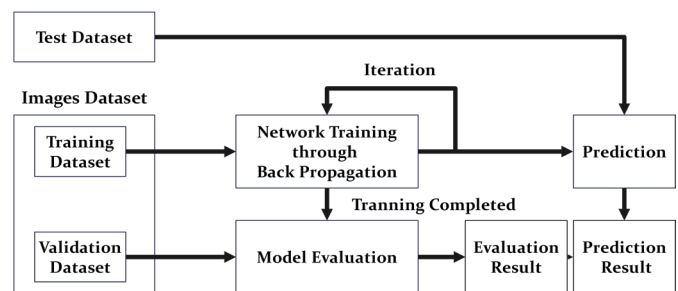 Test Dataset
Iteration
Images Dataset
Training
Dataset
Network Training
through
Back Propagation
Prediction
Tranning Completed
Validation
Dataset
Model Evaluation
Evaluation
Result
Prediction
Result